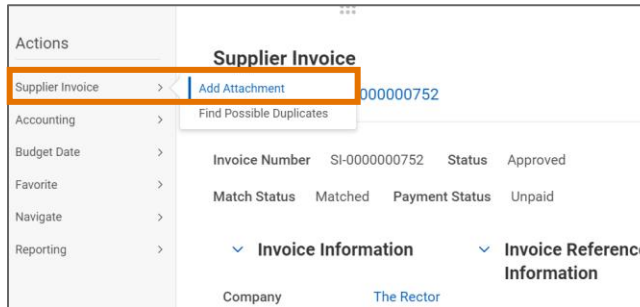 Actions
Supplier Invoice
Supplier Invoice > Add Attachment 000000752
Accounting > Find Possible Duplicates
Budget Date >
Invoice Number SI-0000000752 Status Approved
Favorite >
Match Status Matched Payment Status Unpaid
Navigate >
Reporting >
Invoice Information Invoice Reference
Information
Company The Rector